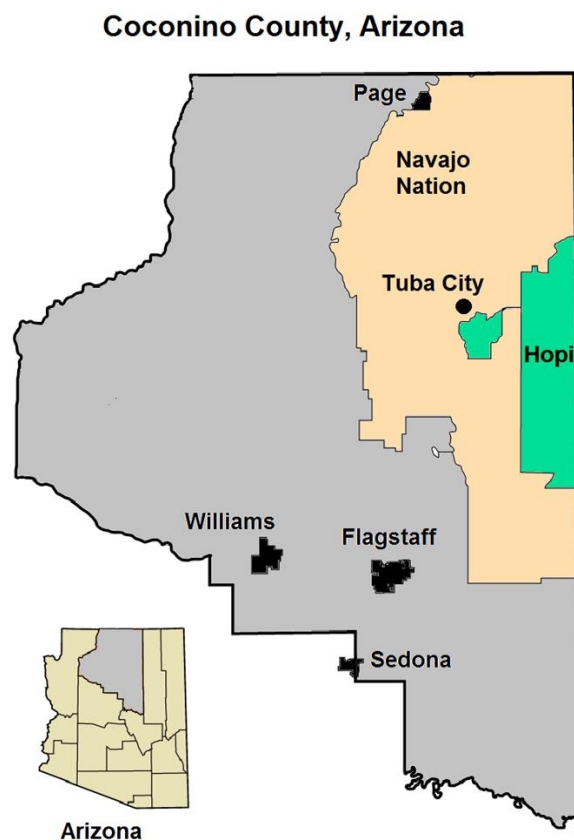 Coconino County, Arizona
Page
Navajo
Nation
Tuba City
Hopi
Williams
Flagstaff
Sedona
Arizona